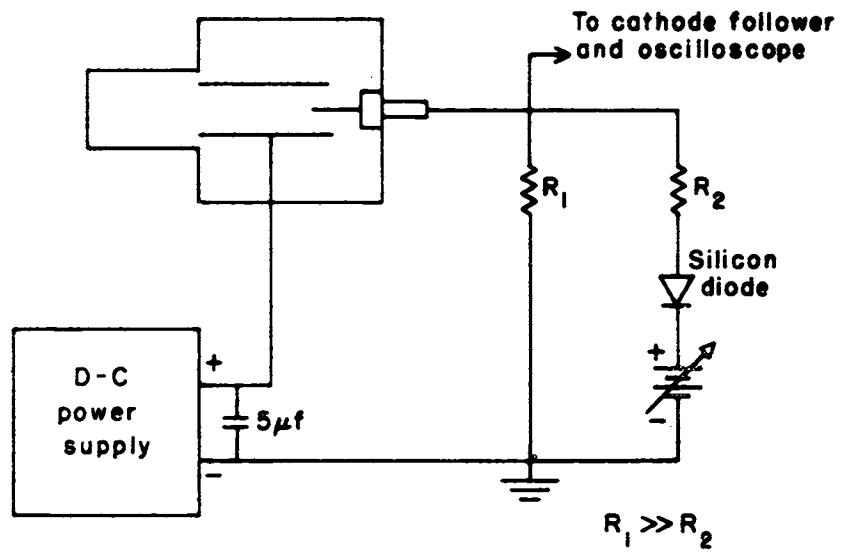 To cathode follower
and oscilloscope
R₁
R₂
Silicon
diode
+
-
+
D-C
power
supply
5μf
-
R₁ >> R₂